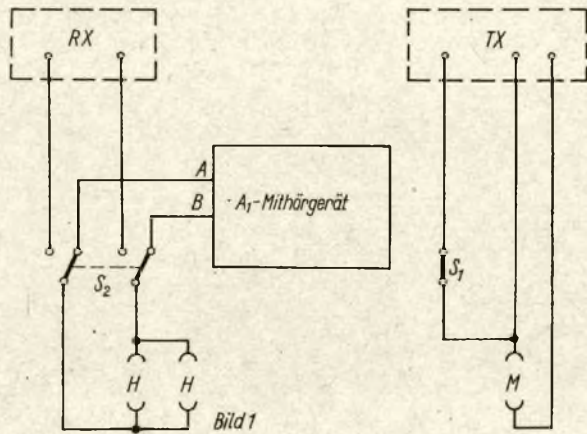 RX
TX
A
B
A₁-Mithörgerät
S₂
S₁
H
H
M
Bild 1